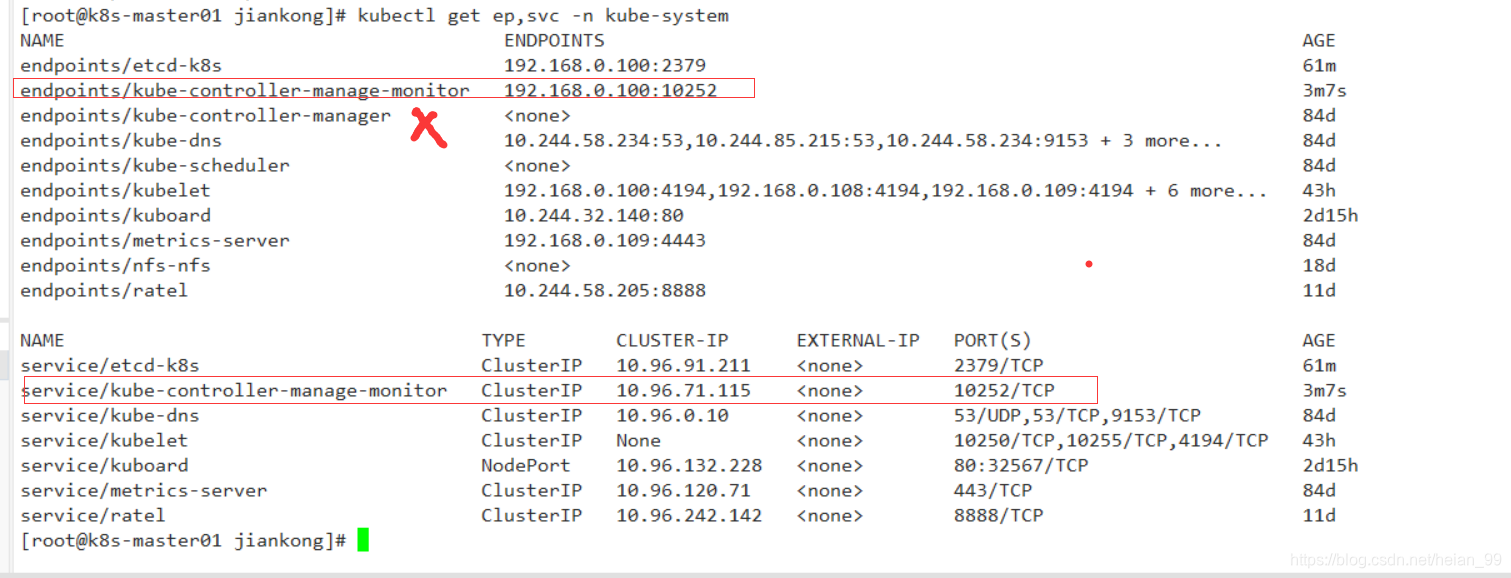 [root@k8s-master01 jiankong]# kubectl get ep,svc -n kube-system
NAME ENDPOINTS AGE
endpoints/etcd-k8s 192.168.0.100:2379 61m
endpoints/kube-controller-manage-monitor 192.168.0.100:10252 3m7s
endpoints/kube-controller-manager <none> 84d
endpoints/kube-dns 10.244.58.234:53,10.244.85.215:53,10.244.58.234:9153 + 3 more... 84d
endpoints/kube-scheduler <none> 84d
endpoints/kubelet 192.168.0.100:4194,192.168.0.108:4194,192.168.0.109:4194 + 6 more... 43h
endpoints/kuboard 10.244.32.140:80 2d15h
endpoints/metrics-server 192.168.0.109:4443 84d
endpoints/nfs-nfs <none> 18d
endpoints/ratel 10.244.58.205:8888 11d
NAME TYPE CLUSTER-IP EXTERNAL-IP PORT(S) AGE
service/etcd-k8s ClusterIP 10.96.91.211 <none> 2379/TCP 61m
service/kube-controller-manage-monitor ClusterIP 10.96.71.115 <none> 10252/TCP 3m7s
service/kube-dns ClusterIP 10.96.0.10 <none> 53/UDP,53/TCP,9153/TCP 84d
service/kubelet ClusterIP None <none> 10250/TCP,10255/TCP,4194/TCP 43h
service/kuboard NodePort 10.96.132.228 <none> 80:32567/TCP 2d15h
service/metrics-server ClusterIP 10.96.120.71 <none> 443/TCP 84d
service/ratel ClusterIP 10.96.242.142 <none> 8888/TCP 11d
[root@k8s-master01 jiankong]#
https://blog.csdn.net/heian_99